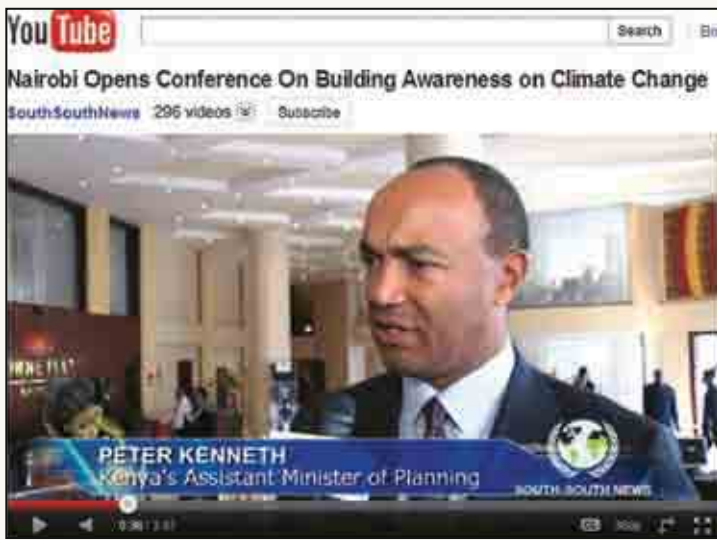 You Tube
Search
Nairobi Opens Conference On Building Awareness on Climate Change
SouthSouthNews 296 videos Subscribe
PETER KENNETH
Kenya's Assistant Minister of Planning
SOUTH-SOUTH NEWS